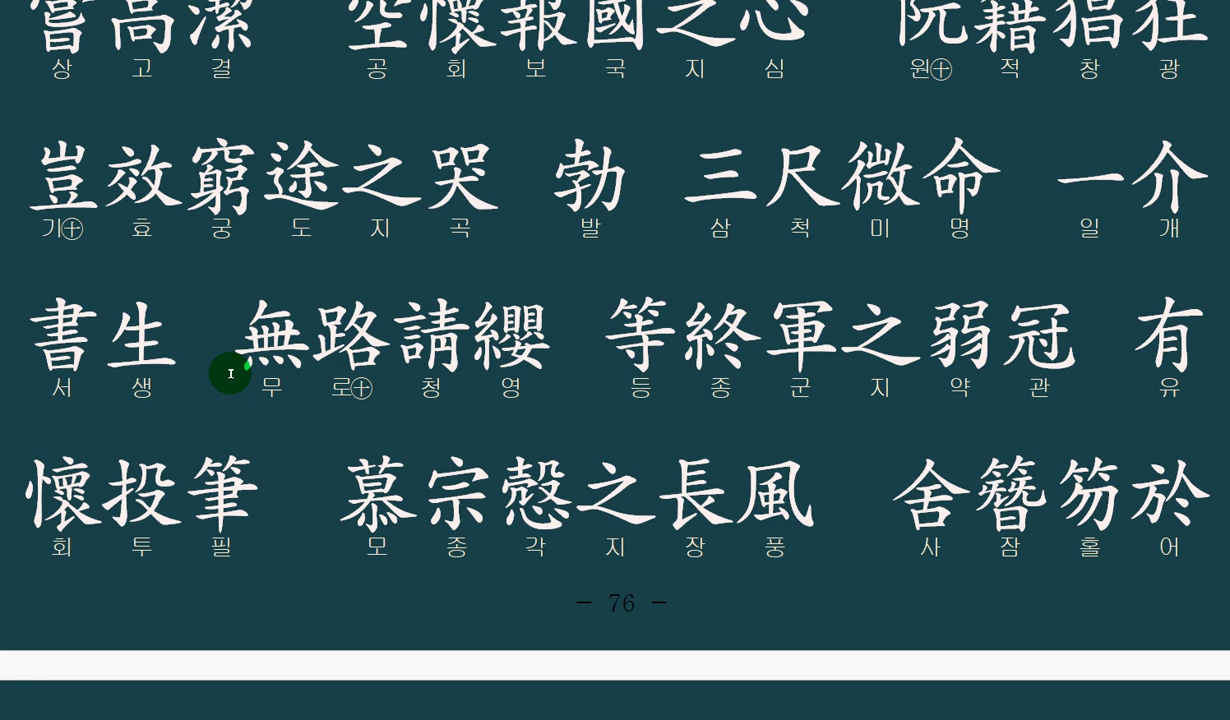 嘗高潔 空懷報國之心 阮籍猖狂
상 고 결 공 회 보 국 지 심 원㊉ 적 창 광
豈效窮途之哭 勃 三尺微命 一介
기㊉ 효 궁 도 지 곡 발 삼 척 미 명 일 개
書生 無路請纓 等終軍之弱冠 有
서 생 무 로㊉ 청 영 등 종 군 지 약 관 유
懷投筆 慕宗慤之長風 舍簪笏於
회 투 필 모 종 각 지 장 풍 사 잠 홀 어
- 76 -